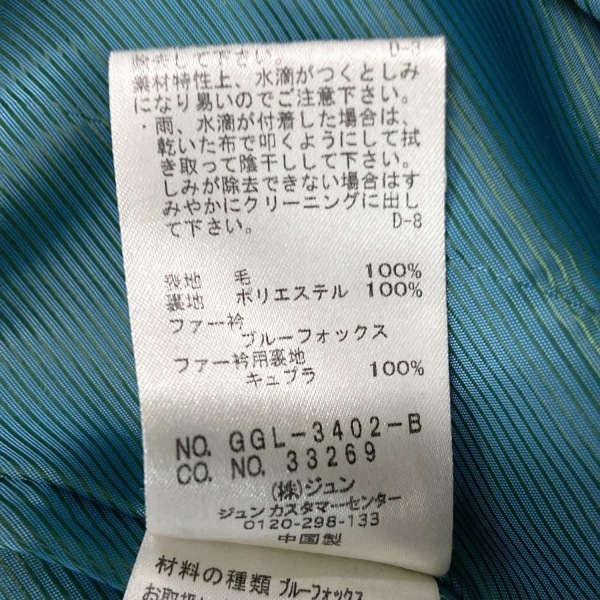 除去して下さい。 D-3
素材特性上、水滴がつくとしみ
になり易いのでご注意下さい。
・雨、水滴が付着した場合は、
乾いた布で叩くようにして拭
き取って陰干しして下さい。
しみが除去できない場合はす
みやかにクリーニングに出し
て下さい。 D-8
表地 毛 100%
裏地 ポリエステル 100%
ファー衿
ブルーフォックス
ファー衿用裏地
キュプラ 100%
NO. GGL-3402-B
CO. NO. 33269
(株)ジュン
ジュン カスタマーセンター
0120-298-133
中国製
材料の種類 ブルーフォックス
お取扱い